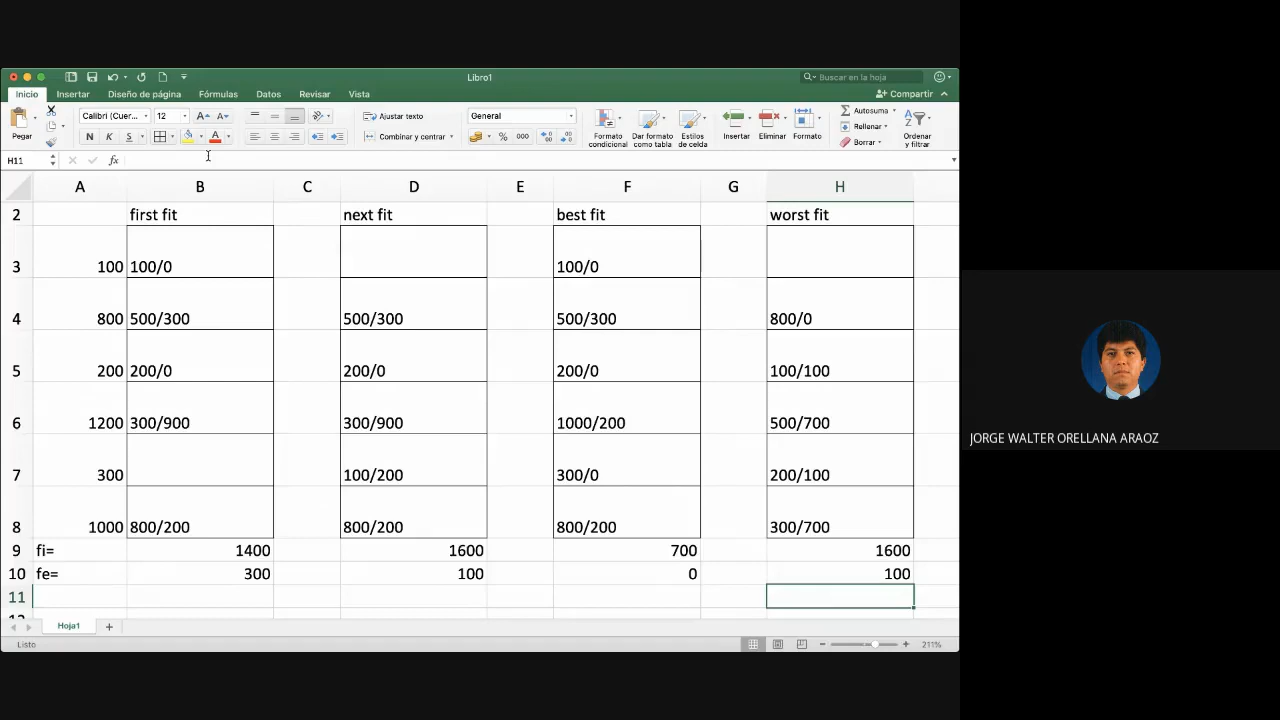 Libro1
Buscar en la hoja
Inicio Insertar Diseño de página Fórmulas Datos Revisar Vista Compartir
Calibri (Cuer... 12 A A Ajustar texto General Autosuma
Rellenar
Pegar N K S A Combinar y centrar % 000 Formato condicional Dar formato como tabla Estilos de celda Insertar Eliminar Formato Borrar Ordenar y filtrar
H11 fx
A B C D E F G H
2 first fit next fit best fit worst fit
3 100 100/0 100/0
4 800 500/300 500/300 500/300 800/0
5 200 200/0 200/0 200/0 100/100
6 1200 300/900 300/900 1000/200 500/700
7 300 100/200 300/0 200/100
8 1000 800/200 800/200 800/200 300/700
9 fi= 1400 1600 700 1600
10 fe= 300 100 0 100
11
Hoja1 +
Listo 211%
JORGE WALTER ORELLANA ARAOZ